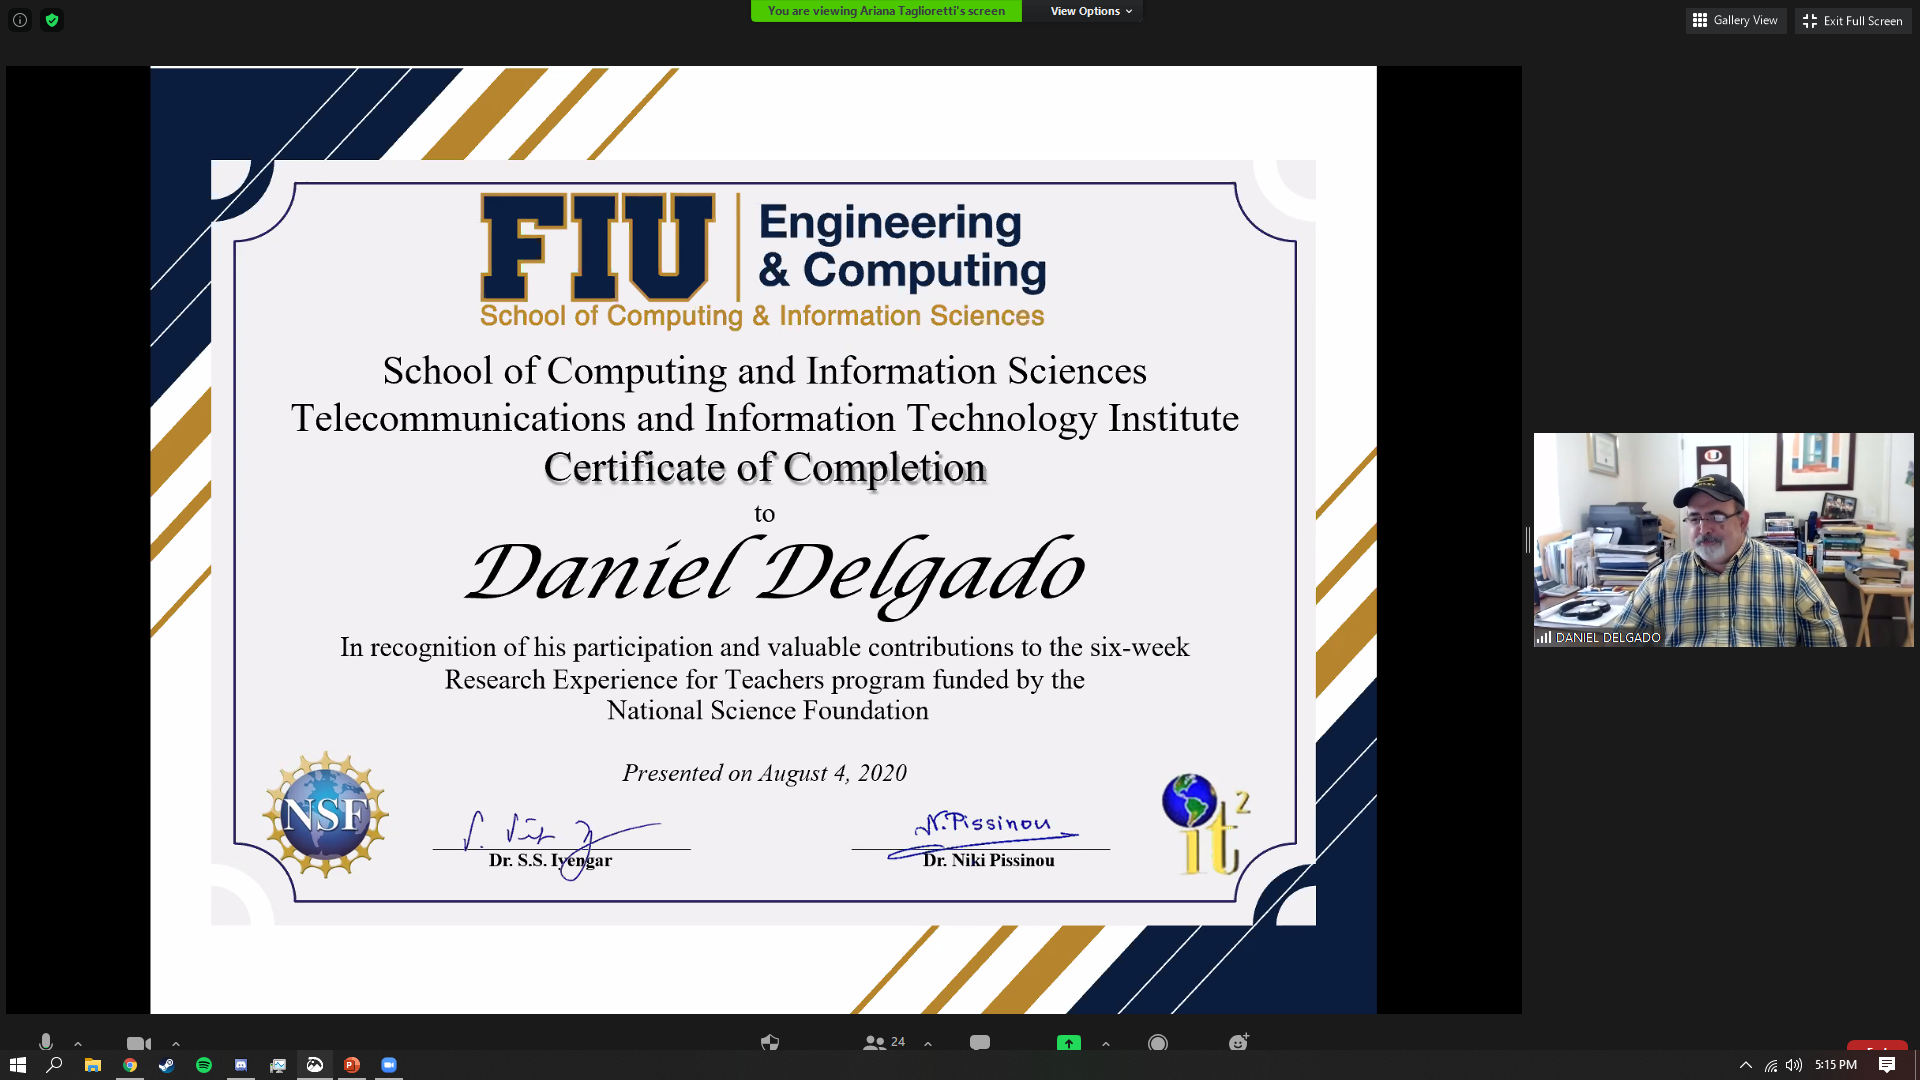 You are viewing Ariana Taglioretti's screen
View Options
Gallery View
Exit Full Screen
FIU
Engineering
& Computing
School of Computing & Information Sciences
School of Computing and Information Sciences
Telecommunications and Information Technology Institute
Certificate of Completion
to
Daniel Delgado
In recognition of his participation and valuable contributions to the six-week
Research Experience for Teachers program funded by the
National Science Foundation
Presented on August 4, 2020
NSF
N. Pissinou
it2
Dr. S.S. Iyengar
Dr. Niki Pissinou
U
DANIEL DELGADO
24
5:15 PM